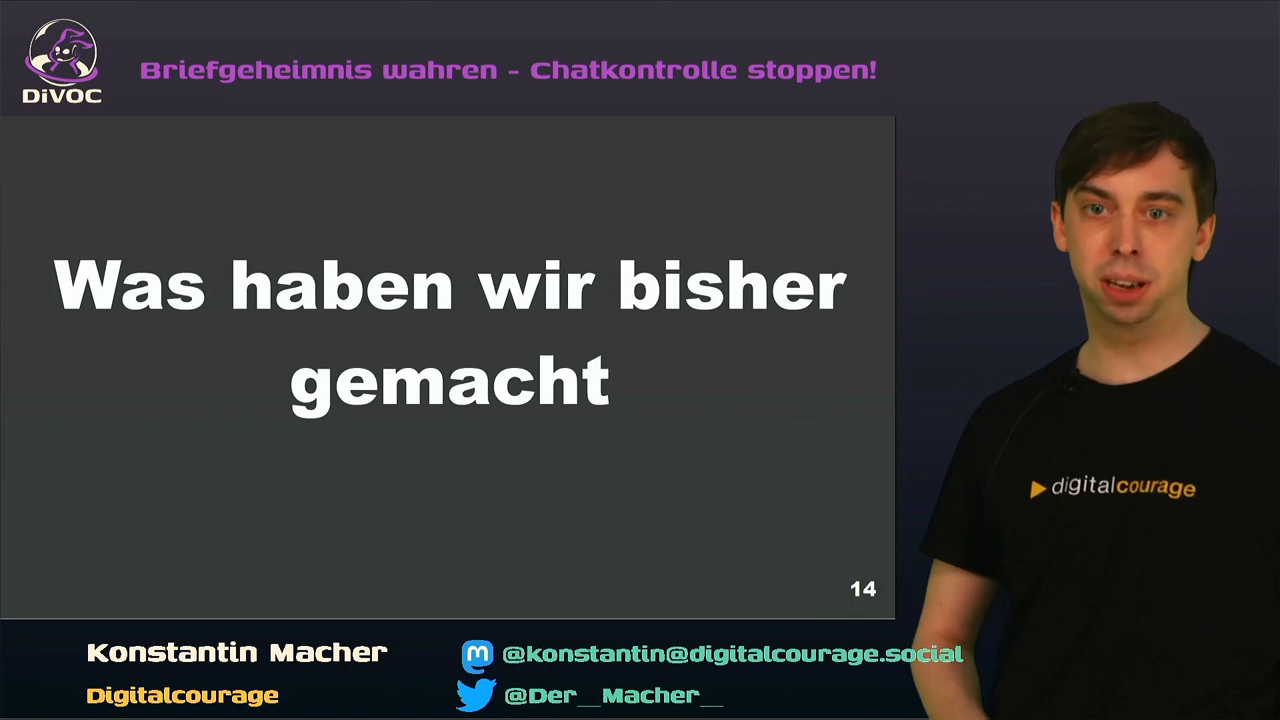 Briefgeheimnis wahren - Chatkontrolle stoppen!
DiVOC
Was haben wir bisher
gemacht
digitalcourage
14
Konstantin Macher
@konstantin@digitalcourage.social
Digitalcourage
@Der__Macher__